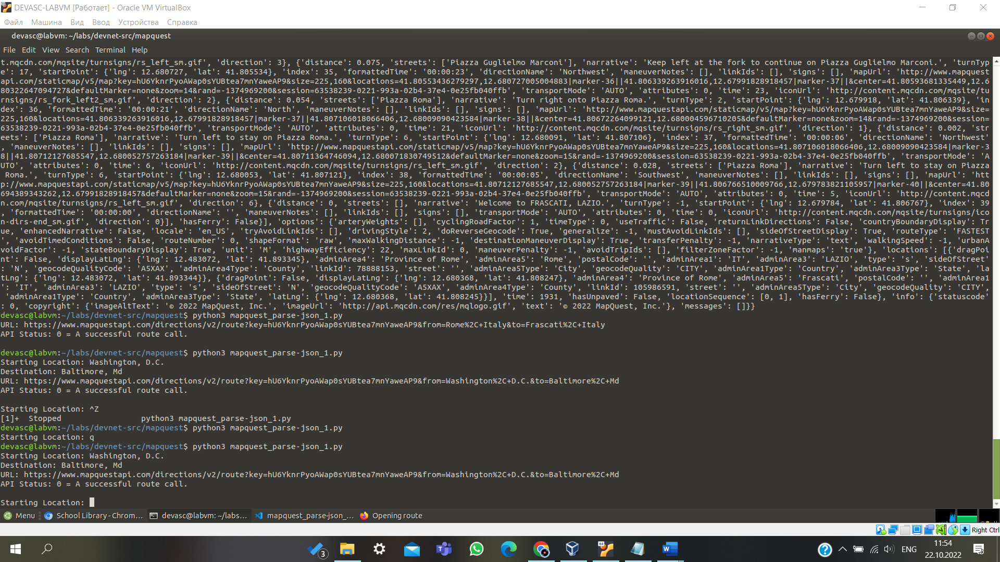 DEVASC-LABVM [Работает] - Oracle VM VirtualBox
Файл Машина Вид Ввод Устройства Справка
devasc@labvm: ~/labs/devnet-src/mapquest
File Edit View Search Terminal Help
t.mqcdn.com/mqsite/turnsigns/rs_left_sm.gif', 'direction': 3}, {'distance': 0.075, 'streets': ['Piazza Guglielmo Marconi'], 'narrative': 'Keep left at the fork to continue on Piazza Guglielmo Marconi.', 'turnTyp
e': 17, 'startPoint': {'lng': 12.680727, 'lat': 41.805534}, 'index': 35, 'formattedTime': '00:00:23', 'directionName': 'Northwest', 'maneuverNotes': [], 'linkIds': [], 'signs': [], 'mapUrl': 'http://www.mapquest
api.com/staticmap/v5/map?key=hU6YknrPyoAWap0sYUBtea7mnYaweAP9&size=225,160&locations=41.80553436279297,12.680727005004883|marker-36||41.806339263916016,12.67991828918457|marker-37||&center=41.80593681335449,12.6
80322647094727&defaultMarker=none&zoom=14&rand=-1374969200&session=63538239-0221-993a-02b4-37e4-0e25fb040ffb', 'transportMode': 'AUTO', 'attributes': 0, 'time': 23, 'iconUrl': 'http://content.mqcdn.com/mqsite/tu
rnsigns/rs_fork_left2_sm.gif', 'direction': 2}, {'distance': 0.054, 'streets': ['Piazza Roma'], 'narrative': 'Turn right onto Piazza Roma.', 'turnType': 2, 'startPoint': {'lng': 12.679918, 'lat': 41.806339}, 'in
dex': 36, 'formattedTime': '00:00:21', 'directionName': 'North', 'maneuverNotes': [], 'linkIds': [], 'signs': [], 'mapUrl': 'http://www.mapquestapi.com/staticmap/v5/map?key=hU6YknrPyoAWap0sYUBtea7mnYaweAP9&size=
225,160&locations=41.806339263916016,12.67991828918457|marker-37||41.807106018066406,12.68009090423584|marker-38||&center=41.80672264099121,12.680004596710205&defaultMarker=none&zoom=14&rand=-1374969200&session=
63538239-0221-993a-02b4-37e4-0e25fb040ffb', 'transportMode': 'AUTO', 'attributes': 0, 'time': 21, 'iconUrl': 'http://content.mqcdn.com/mqsite/turnsigns/rs_right_sm.gif', 'direction': 1}, {'distance': 0.002, 'str
eets': ['Piazza Roma'], 'narrative': 'Turn left to stay on Piazza Roma.', 'turnType': 6, 'startPoint': {'lng': 12.680091, 'lat': 41.807106}, 'index': 37, 'formattedTime': '00:00:06', 'directionName': 'Northwest'
, 'maneuverNotes': [], 'linkIds': [], 'signs': [], 'mapUrl': 'http://www.mapquestapi.com/staticmap/v5/map?key=hU6YknrPyoAWap0sYUBtea7mnYaweAP9&size=225,160&locations=41.807106018066406,12.68009090423584|marker-3
8||41.80712127685547,12.680052757263184|marker-39||&center=41.80711364746094,12.680071830749512&defaultMarker=none&zoom=15&rand=-1374969200&session=63538239-0221-993a-02b4-37e4-0e25fb040ffb', 'transportMode': 'A
UTO', 'attributes': 0, 'time': 6, 'iconUrl': 'http://content.mqcdn.com/mqsite/turnsigns/rs_left_sm.gif', 'direction': 2}, {'distance': 0.028, 'streets': ['Piazza Roma'], 'narrative': 'Turn left to stay on Piazza
 Roma.', 'turnType': 6, 'startPoint': {'lng': 12.680053, 'lat': 41.807121}, 'index': 38, 'formattedTime': '00:00:05', 'directionName': 'Southwest', 'maneuverNotes': [], 'linkIds': [], 'signs': [], 'mapUrl': 'htt
p://www.mapquestapi.com/staticmap/v5/map?key=hU6YknrPyoAWap0sYUBtea7mnYaweAP9&size=225,160&locations=41.80712127685547,12.680052757263184|marker-39||41.806766510009766,12.679783821105957|marker-40||&center=41.80
694389343262,12.67991828918457&defaultMarker=none&zoom=15&rand=-1374969200&session=63538239-0221-993a-02b4-37e4-0e25fb040ffb', 'transportMode': 'AUTO', 'attributes': 0, 'time': 5, 'iconUrl': 'http://content.mqcd
n.com/mqsite/turnsigns/rs_left_sm.gif', 'direction': 6}, {'distance': 0, 'streets': [], 'narrative': 'Welcome to FRASCATI, LAZIO.', 'turnType': -1, 'startPoint': {'lng': 12.679784, 'lat': 41.806767}, 'index': 39
, 'formattedTime': '00:00:00', 'directionName': '', 'maneuverNotes': [], 'linkIds': [], 'signs': [], 'transportMode': 'AUTO', 'attributes': 0, 'time': 0, 'iconUrl': 'http://content.mqcdn.com/mqsite/turnsigns/ico
n-dirs-end_sm.gif', 'direction': 0}], 'hasFerry': False}], 'options': {'arteryWeights': [], 'cyclingRoadFactor': 1, 'timeType': 0, 'useTraffic': False, 'returnLinkDirections': False, 'countryBoundaryDisplay': Tr
ue, 'enhancedNarrative': False, 'locale': 'en_US', 'tryAvoidLinkIds': [], 'drivingStyle': 2, 'doReverseGeocode': True, 'generalize': -1, 'mustAvoidLinkIds': [], 'sideOfStreetDisplay': True, 'routeType': 'FASTEST
', 'avoidTimedConditions': False, 'routeNumber': 0, 'shapeFormat': 'raw', 'maxWalkingDistance': -1, 'destinationManeuverDisplay': True, 'transferPenalty': -1, 'narrativeType': 'text', 'walkingSpeed': -1, 'urbanA
voidFactor': -1, 'stateBoundaryDisplay': True, 'unit': 'M', 'highwayEfficiency': 22, 'maxLinkId': 0, 'maneuverPenalty': -1, 'avoidTripIds': [], 'filterZoneFactor': -1, 'manmaps': 'true'}, 'locations': [{'dragPoi
nt': False, 'displayLatLng': {'lng': 12.483072, 'lat': 41.893345}, 'adminArea4': 'Province of Rome', 'adminArea5': 'Rome', 'postalCode': '', 'adminArea1': 'IT', 'adminArea3': 'LAZIO', 'type': 's', 'sideOfStreet'
: 'N', 'geocodeQualityCode': 'A5XAX', 'adminArea4Type': 'County', 'linkId': 78888153, 'street': '', 'adminArea5Type': 'City', 'geocodeQuality': 'CITY', 'adminArea1Type': 'Country', 'adminArea3Type': 'State', 'la
tLng': {'lng': 12.483072, 'lat': 41.893344}}, {'dragPoint': False, 'displayLatLng': {'lng': 12.680368, 'lat': 41.808247}, 'adminArea4': 'Province of Rome', 'adminArea5': 'Frascati', 'postalCode': '', 'adminArea1
': 'IT', 'adminArea3': 'LAZIO', 'type': 's', 'sideOfStreet': 'N', 'geocodeQualityCode': 'A5XAX', 'adminArea4Type': 'County', 'linkId': 105986591, 'street': '', 'adminArea5Type': 'City', 'geocodeQuality': 'CITY',
 'adminArea1Type': 'Country', 'adminArea3Type': 'State', 'latLng': {'lng': 12.680368, 'lat': 41.808245}}], 'time': 1931, 'hasUnpaved': False, 'locationSequence': [0, 1], 'hasFerry': False}, 'info': {'statuscode'
: 0, 'copyright': {'imageAltText': '© 2022 MapQuest, Inc.', 'imageUrl': 'http://api.mqcdn.com/res/mqlogo.gif', 'text': '© 2022 MapQuest, Inc.'}, 'messages': []}}
devasc@labvm:~/labs/devnet-src/mapquest$ python3 mapquest_parse-json_1.py
URL: https://www.mapquestapi.com/directions/v2/route?key=hU6YknrPyoAWap0sYUBtea7mnYaweAP9&from=Rome%2C+Italy&to=Frascati%2C+Italy
API Status: 0 = A successful route call.
devasc@labvm:~/labs/devnet-src/mapquest$ python3 mapquest_parse-json_1.py
Starting Location: Washington, D.C.
Destination: Baltimore, Md
URL: https://www.mapquestapi.com/directions/v2/route?key=hU6YknrPyoAWap0sYUBtea7mnYaweAP9&from=Washington%2C+D.C.&to=Baltimore%2C+Md
API Status: 0 = A successful route call.
Starting Location: ^Z
[1]+  Stopped                 python3 mapquest_parse-json_1.py
devasc@labvm:~/labs/devnet-src/mapquest$ python3 mapquest_parse-json_1.py
Starting Location: q
devasc@labvm:~/labs/devnet-src/mapquest$ python3 mapquest_parse-json_1.py
Starting Location: Washington, D.C.
Destination: Baltimore, Md
URL: https://www.mapquestapi.com/directions/v2/route?key=hU6YknrPyoAWap0sYUBtea7mnYaweAP9&from=Washington%2C+D.C.&to=Baltimore%2C+Md
API Status: 0 = A successful route call.
Starting Location:
Menu School Library - Chrom... devasc@labvm: ~/labs... mapquest_parse-json_... Opening route
Right Ctrl
3 ENG 11:54
22.10.2022